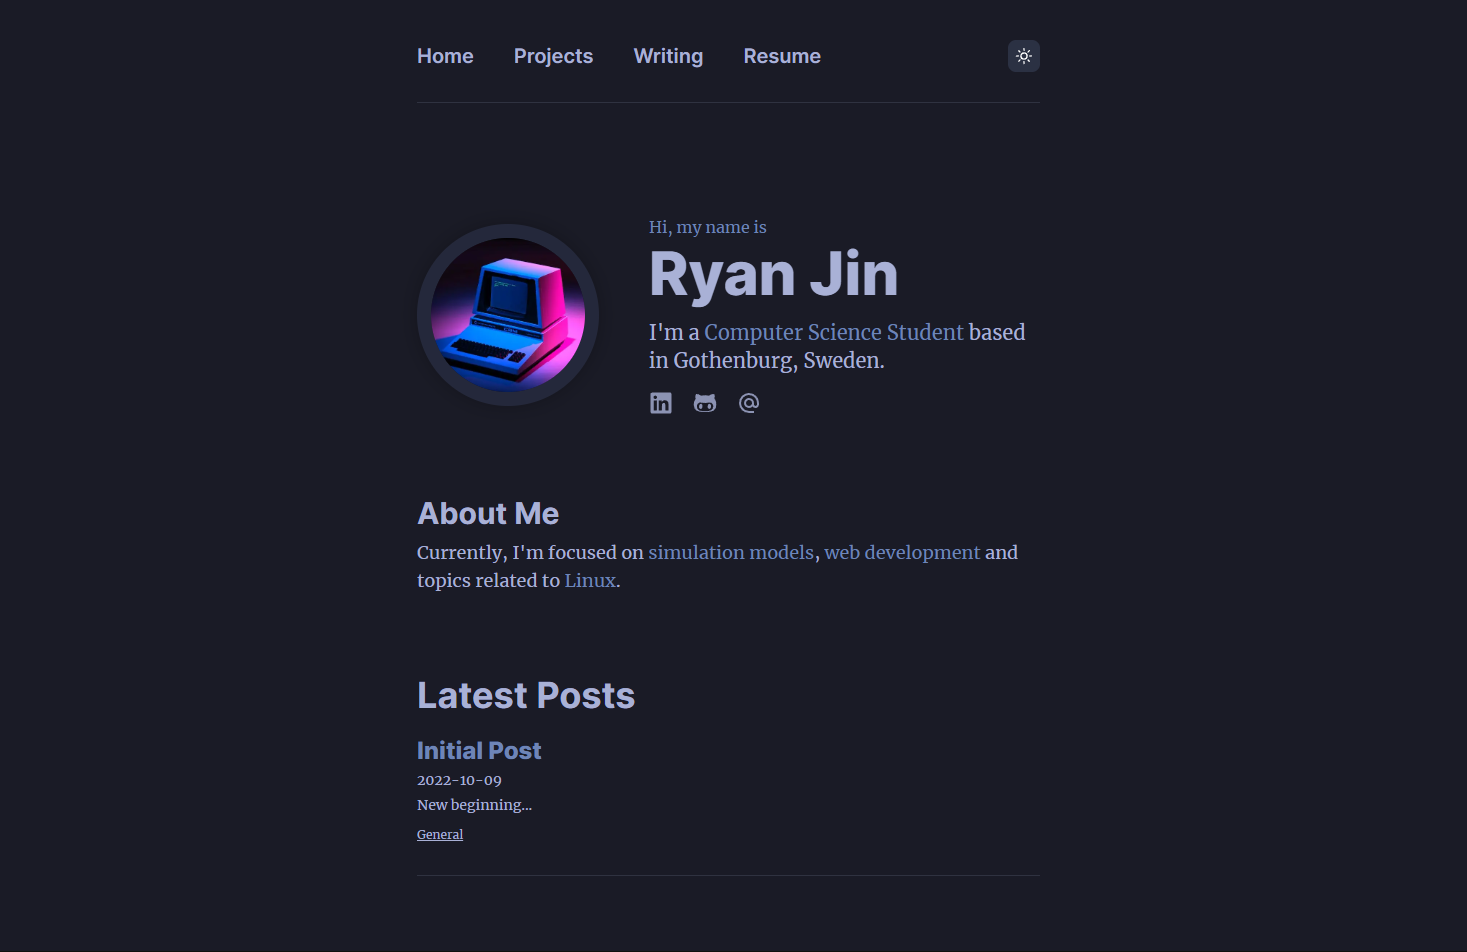 Home Projects Writing Resume
Hi, my name is
Ryan Jin
I'm a Computer Science Student based
in Gothenburg, Sweden.
About Me
Currently, I'm focused on simulation models, web development and
topics related to Linux.
Latest Posts
Initial Post
2022-10-09
New beginning...
General